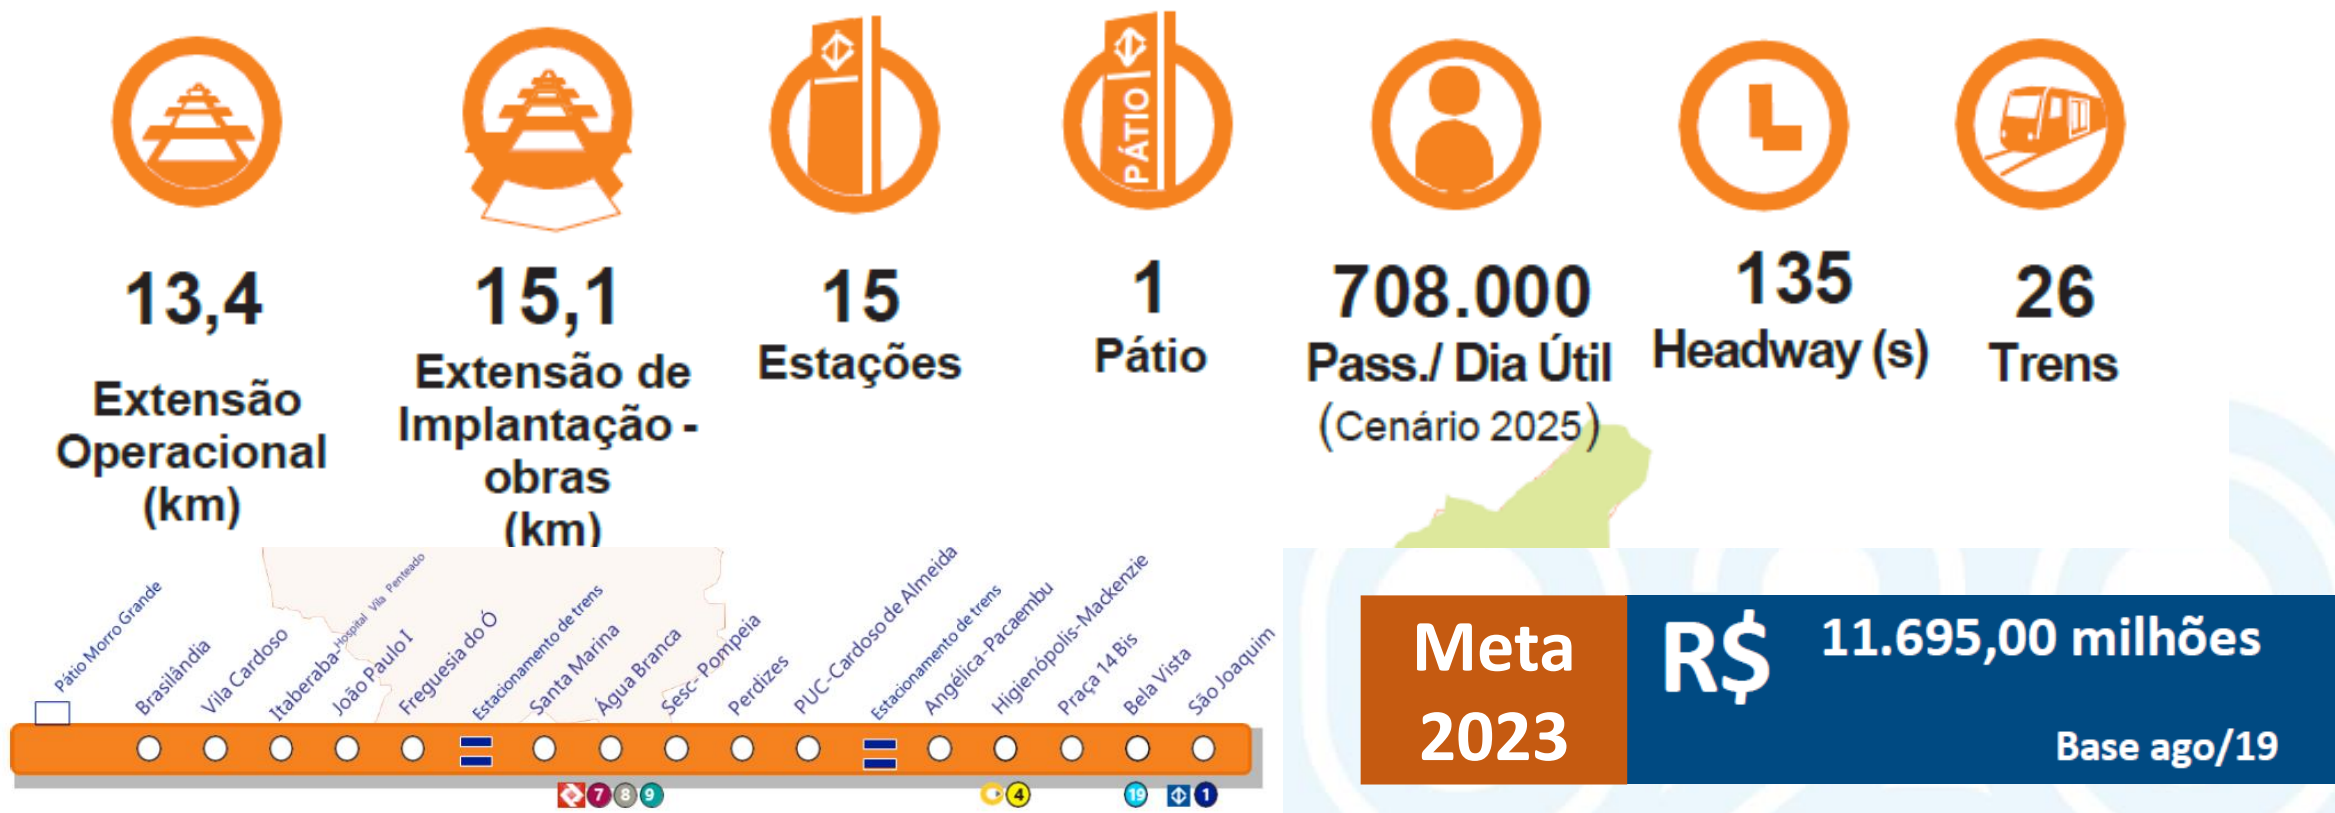 13,4
Extensão
Operacional
(km)
15,1
Extensão de
Implantação -
obras
(km)
15
Estações
PÁTIO
1
Pátio
708.000
Pass./ Dia Útil
(Cenário 2025)
135
Headway (s)
26
Trens
Pátio Morro Grande
Brasilândia
Vila Cardoso
Itaberaba-Hospital Vila Penteado
João Paulo I
Freguesia do Ó
Estacionamento de trens
Santa Marina
Água Branca
Sesc-Pompeia
Perdizes
PUC-Cardoso de Almeida
Estacionamento de trens
Angélica-Pacaembu
Higienópolis-Mackenzie
Praça 14 Bis
Bela Vista
São Joaquim
7 8 9
4
19
1
Meta
2023
R$ 11.695,00 milhões
Base ago/19